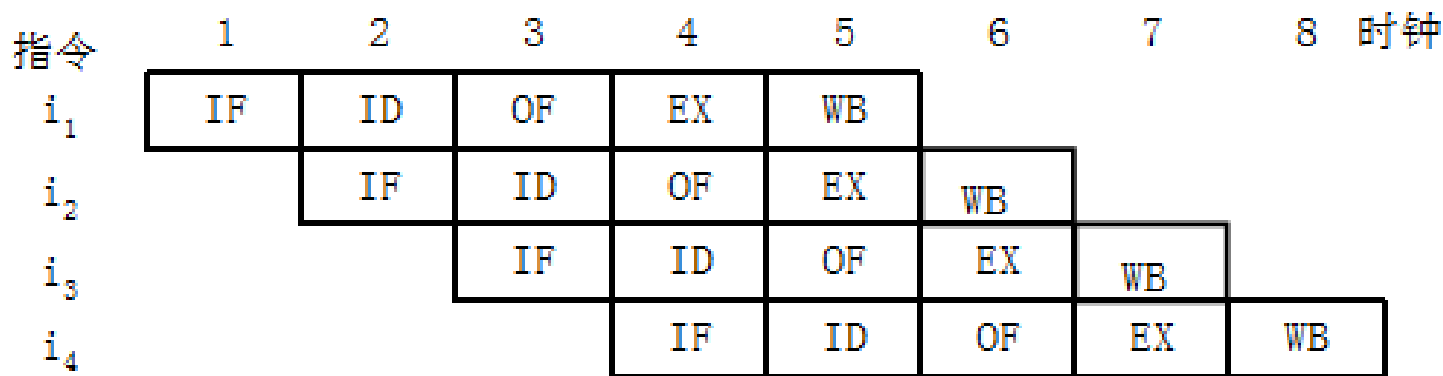 指令 1 2 3 4 5 6 7 8 时钟
i1 IF ID OF EX WB
i2 IF ID OF EX WB
i3 IF ID OF EX WB
i4 IF ID OF EX WB